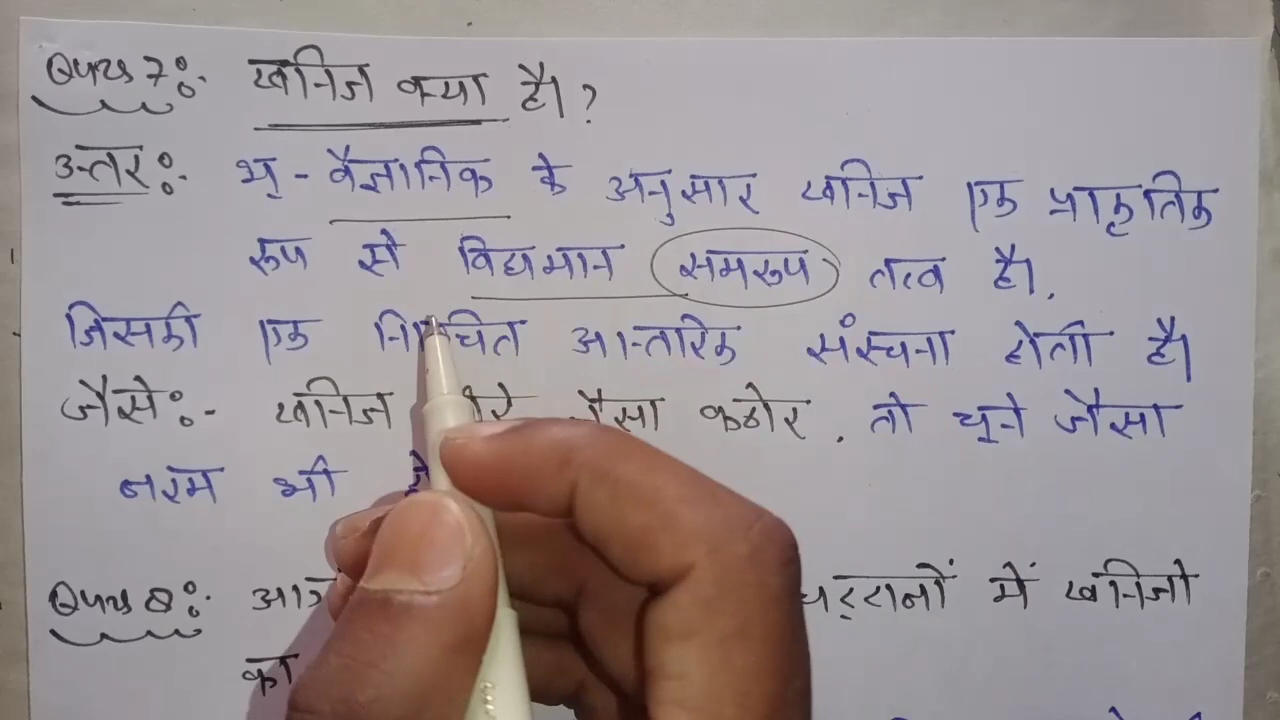 Ques 7:- खनिज क्या है। ?
उत्तर:- भू-वैज्ञानिक के अनुसार खनिज एक प्राकृतिक
रूप से विद्यमान समरूप तत्व है.
जिसकी एक निश्चित आन्तरिक संरचना होती है।
जैसे:- खनिज जैसा कठोर, तो चूने जैसा
नरम भी
Ques 8:- चट्टानों में खनिजो
का